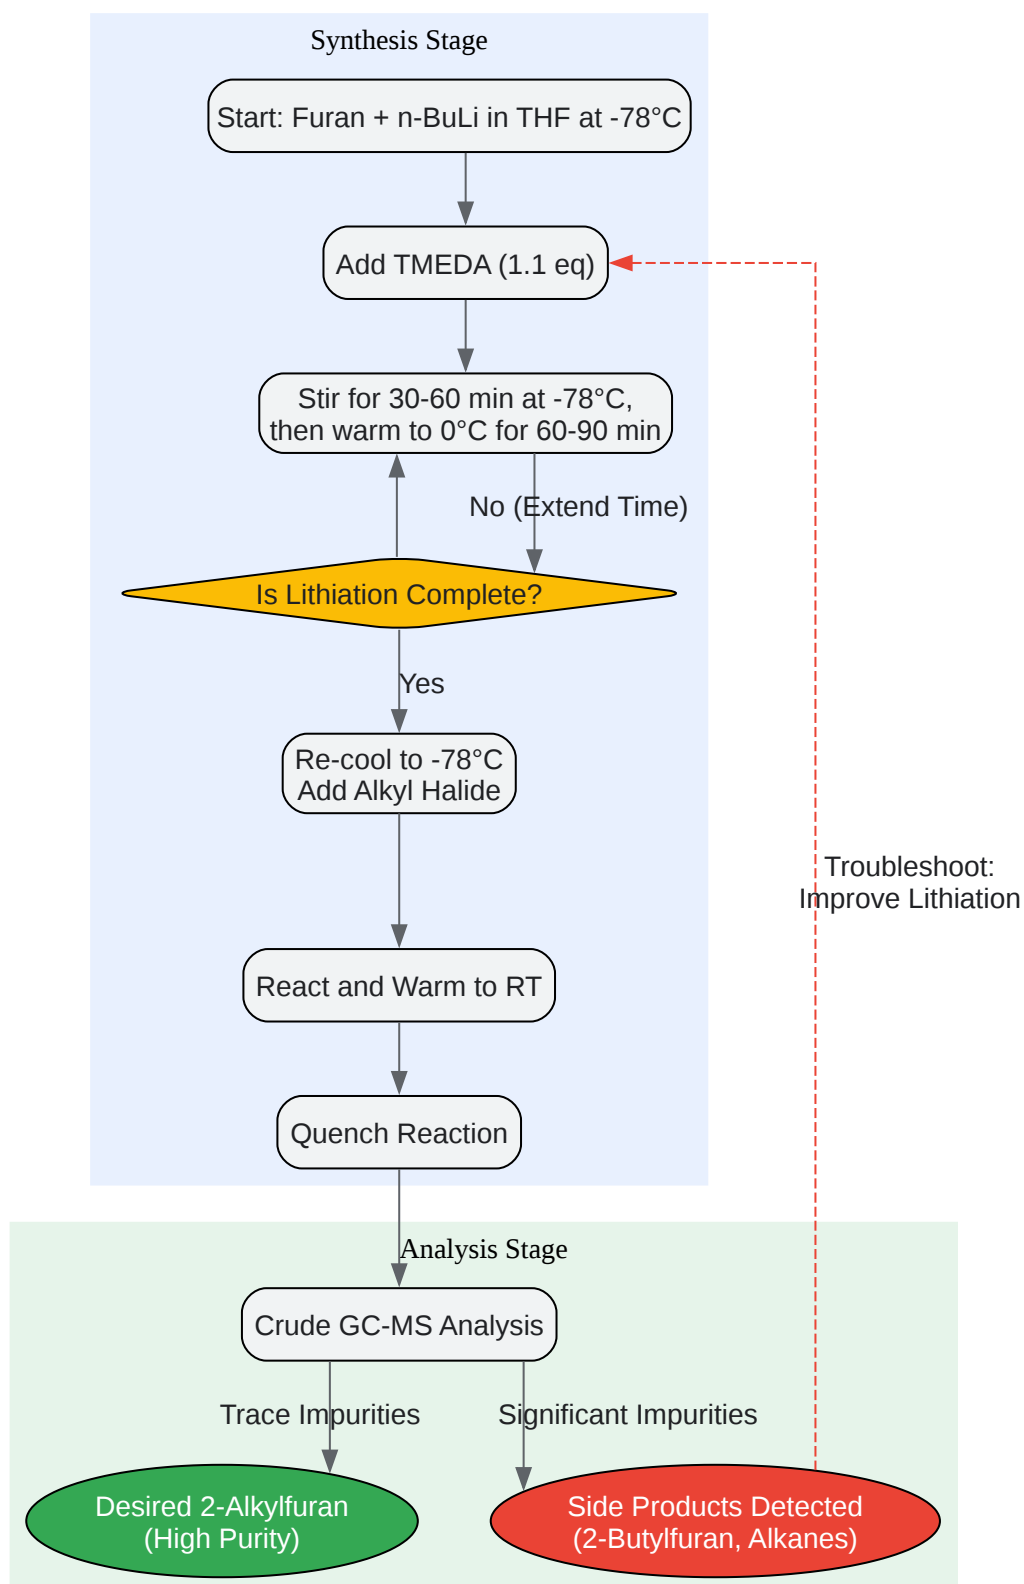 Synthesis Stage
Start: Furan + n-BuLi in THF at -78°C
Add TMEDA (1.1 eq)
Stir for 30-60 min at -78°C,
then warm to 0°C for 60-90 min
No (Extend Time)
Is Lithiation Complete?
Yes
Re-cool to -78°C
Add Alkyl Halide
Troubleshoot:
Improve Lithiation
React and Warm to RT
Quench Reaction
Analysis Stage
Crude GC-MS Analysis
Trace Impurities
Significant Impurities
Desired 2-Alkylfuran
(High Purity)
Side Products Detected
(2-Butylfuran, Alkanes)